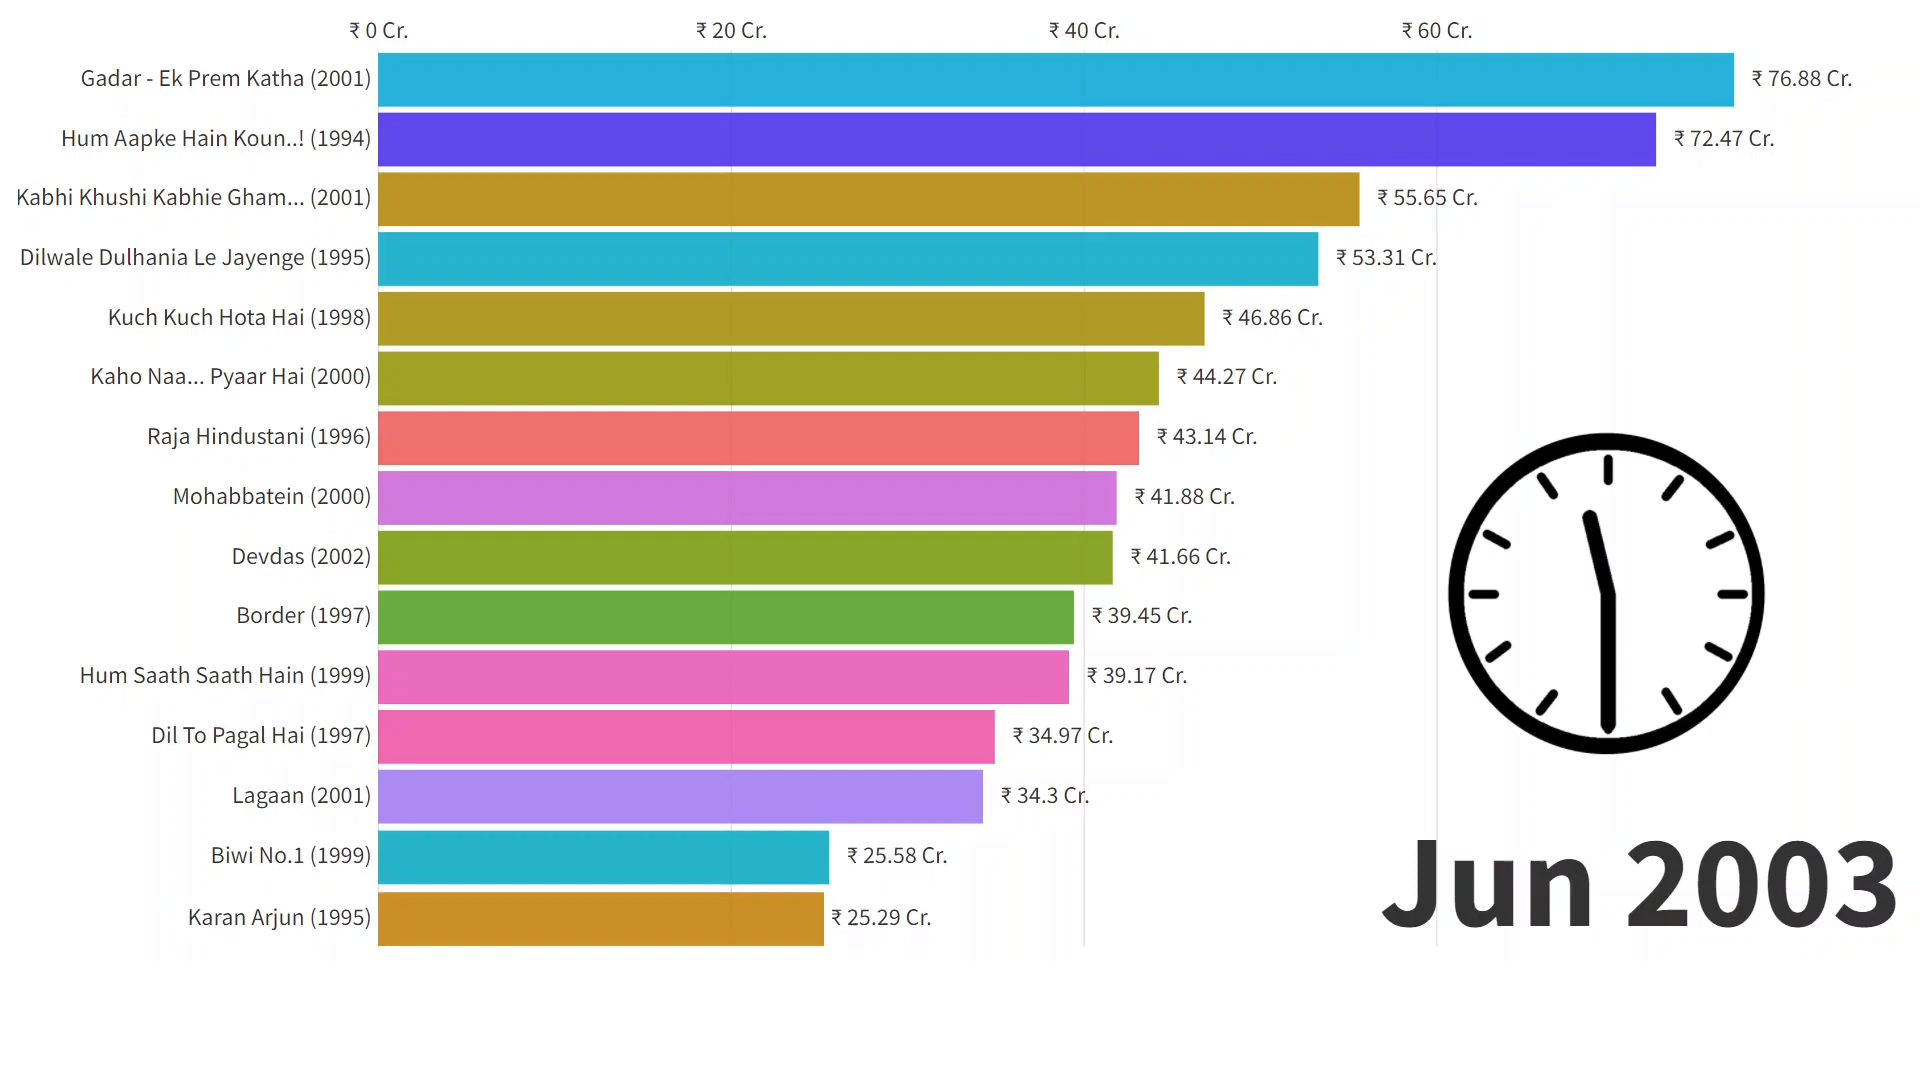 ₹ 0 Cr. ₹ 20 Cr. ₹ 40 Cr. ₹ 60 Cr.
Gadar - Ek Prem Katha (2001) ₹ 76.88 Cr.
Hum Aapke Hain Koun..! (1994) ₹ 72.47 Cr.
Kabhi Khushi Kabhie Gham... (2001) ₹ 55.65 Cr.
Dilwale Dulhania Le Jayenge (1995) ₹ 53.31 Cr.
Kuch Kuch Hota Hai (1998) ₹ 46.86 Cr.
Kaho Naa... Pyaar Hai (2000) ₹ 44.27 Cr.
Raja Hindustani (1996) ₹ 43.14 Cr.
Mohabbatein (2000) ₹ 41.88 Cr.
Devdas (2002) ₹ 41.66 Cr.
Border (1997) ₹ 39.45 Cr.
Hum Saath Saath Hain (1999) ₹ 39.17 Cr.
Dil To Pagal Hai (1997) ₹ 34.97 Cr.
Lagaan (2001) ₹ 34.3 Cr.
Biwi No.1 (1999) ₹ 25.58 Cr.
Karan Arjun (1995) ₹ 25.29 Cr.
Jun 2003